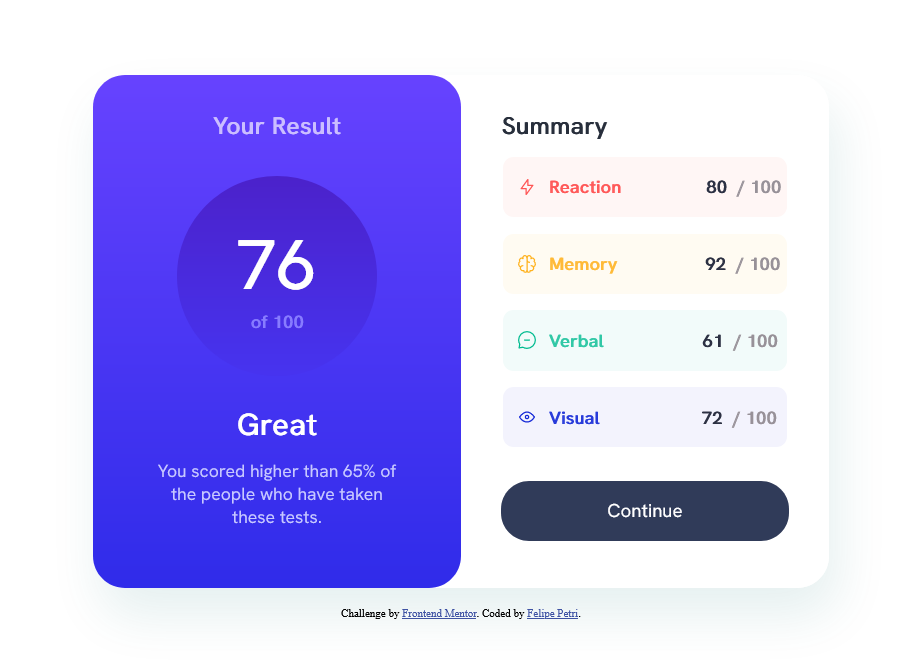 Your Result
76
of 100
Great
You scored higher than 65% of
the people who have taken
these tests.
Summary
Reaction 80 / 100
Memory 92 / 100
Verbal 61 / 100
Visual 72 / 100
Continue
Challenge by Frontend Mentor. Coded by Felipe Petri.